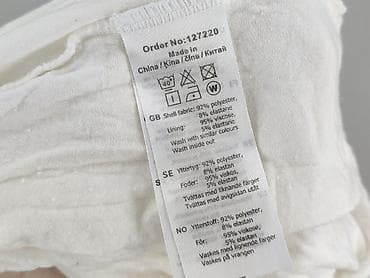 Order No: 127220
Made in
China / Kina / Čína / Китай
40
W
GB Shell fabric: 92% polyester,
8% elastane
Lining: 95% viscose,
5% elastane
Wash with similar colours
Wash inside out
SE Yttertyg: 92% polyester,
8% elastan
Foder: 95% viskos,
5% elastan
Tvättas med liknande färger
Tvättas med avigsidan utåt
NO Ytterstoff: 92% polyester,
8% elastan
Fôr: 95% viskose,
5% elastan
Vaskes med lignende farger
Vaskes på vrangen